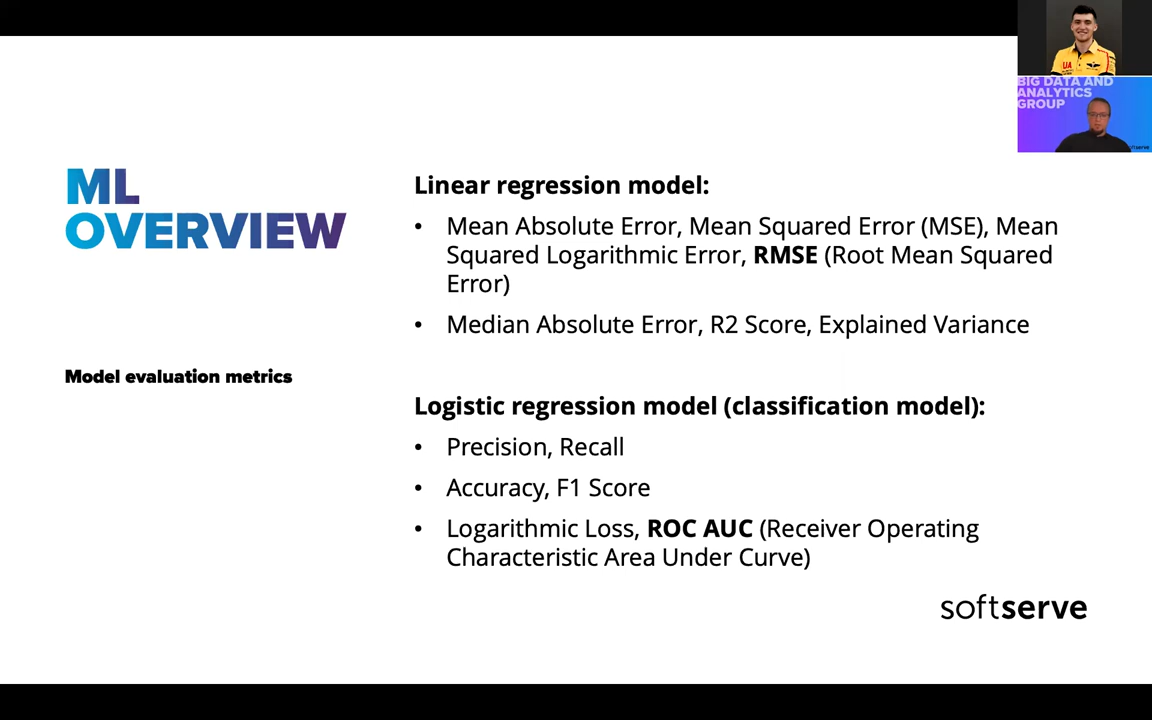 UA
BIG DATA AND
ANALYTICS
GROUP
softserve
ML
OVERVIEW
Model evaluation metrics
Linear regression model:
• Mean Absolute Error, Mean Squared Error (MSE), Mean
Squared Logarithmic Error, RMSE (Root Mean Squared
Error)
• Median Absolute Error, R2 Score, Explained Variance
Logistic regression model (classification model):
• Precision, Recall
• Accuracy, F1 Score
• Logarithmic Loss, ROC AUC (Receiver Operating
Characteristic Area Under Curve)
softserve